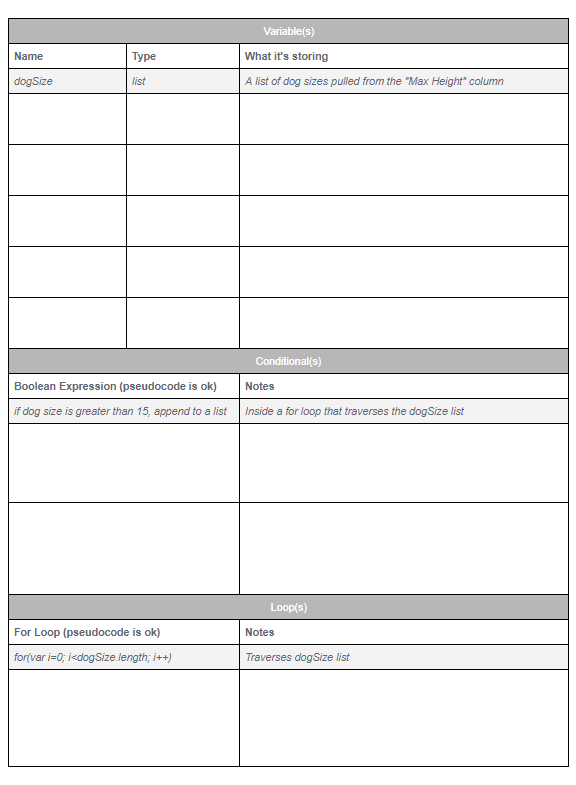 Variable(s)
Name Type What it's storing
dogSize list A list of dog sizes pulled from the "Max Height" column
Conditional(s)
Boolean Expression (pseudocode is ok) Notes
if dog size is greater than 15, append to a list Inside a for loop that traverses the dogSize list
Loop(s)
For Loop (pseudocode is ok) Notes
for(var i=0; i<dogSize.length; i++) Traverses dogSize list